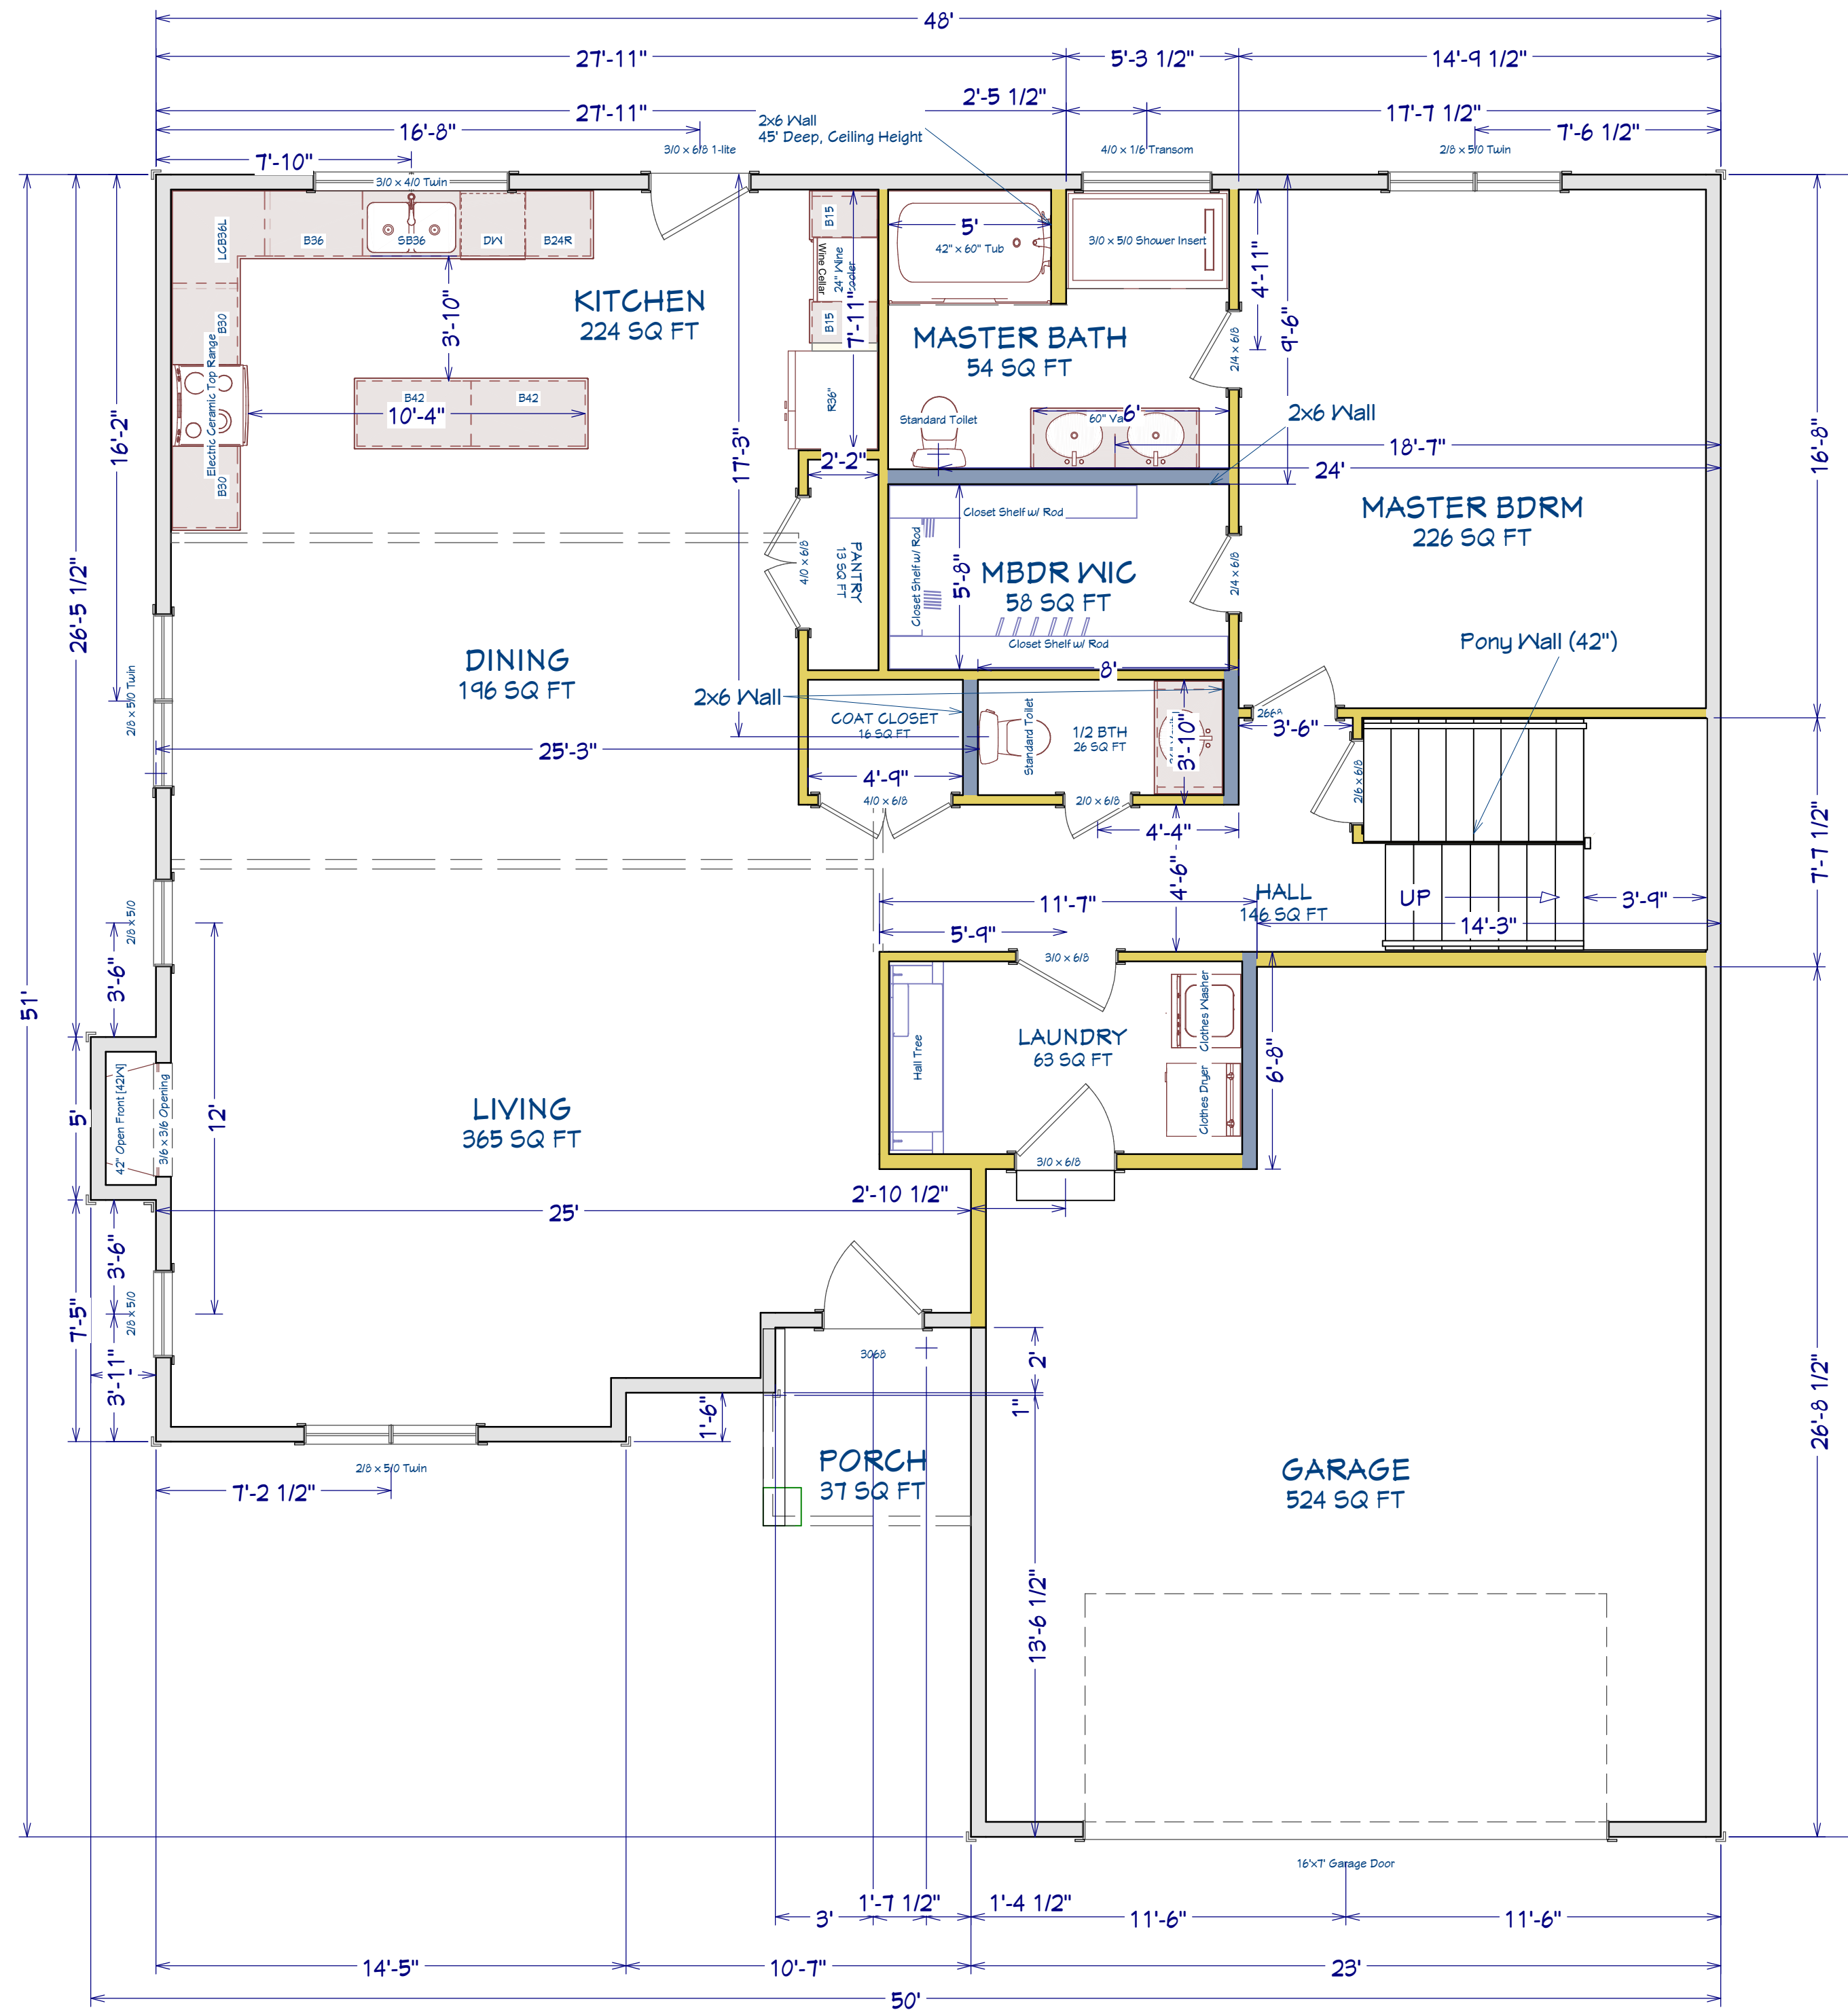 48'
27'-11"
5'-3 1/2"
14'-9 1/2"
27'-11"
2'-5 1/2"
17'-7 1/2"
16'-8"
2x6 Wall
45' Deep, Ceiling Height
7'-6 1/2"
7'-10"
3/0 x 6/8 1-lite
4/0 x 1/6 Transom
2/8 x 5/0 Twin
3/0 x 4/0 Twin
LCB36L
B36
SB36
DW
B24R
B15
Wine Cellar
24" Wine
B15
7'-11"
5'
42" x 60" Tub
3/0 x 5/0 Shower Insert
4'-11"
9'-6"
KITCHEN
224 SQ FT
3'-10"
MASTER BATH
54 SQ FT
2/4 x 6/8
B30
Electric Ceramic Top Range
B30
10'-4"
B42
B42
R36"
Standard Toilet
60" Va
6'
2x6 Wall
18'-7"
24'
16'-2"
17'-3"
2'-2"
16'-8"
MASTER BDRM
226 SQ FT
Closet Shelf w/ Rod
Closet Shelf w/ Rod
5'-8"
MBDR WIC
58 SQ FT
2/4 x 6/8
4/0 x 6/8
PANTRY
13 SQ FT
Closet Shelf w/ Rod
26'-5 1/2"
DINING
196 SQ FT
2/8 x 5/0 Twin
Pony Wall (42")
8'
2x6 Wall
COAT CLOSET
16 SQ FT
Standard Toilet
1/2 BTH
26 SQ FT
3'-10"
2668
3'-6"
25'-3"
4'-9"
4/0 x 6/8
2/0 x 6/8
2/6 x 6/8
4'-4"
7'-7 1/2"
4'-6"
HALL
146 SQ FT
UP
3'-9"
11'-7"
14'-3"
5'-9"
2/8 x 5/0
3'-6"
51'
3/0 x 6/8
Hall Tree
LAUNDRY
63 SQ FT
Clothes Washer
Clothes Dryer
6'-8"
3/0 x 6/8
5'
42" Open Front [42W]
3/6 x 3/6 Opening
12'
LIVING
365 SQ FT
2'-10 1/2"
25'
3'-6"
2/8 x 5/0
7'-5"
3'-11"
3068
2'
1"
1'-6"
26'-8 1/2"
PORCH
37 SQ FT
GARAGE
524 SQ FT
2/8 x 5/0 Twin
7'-2 1/2"
13'-6 1/2"
16'x7' Garage Door
1'-7 1/2"
1'-4 1/2"
3'
11'-6"
11'-6"
14'-5"
10'-7"
23'
50'